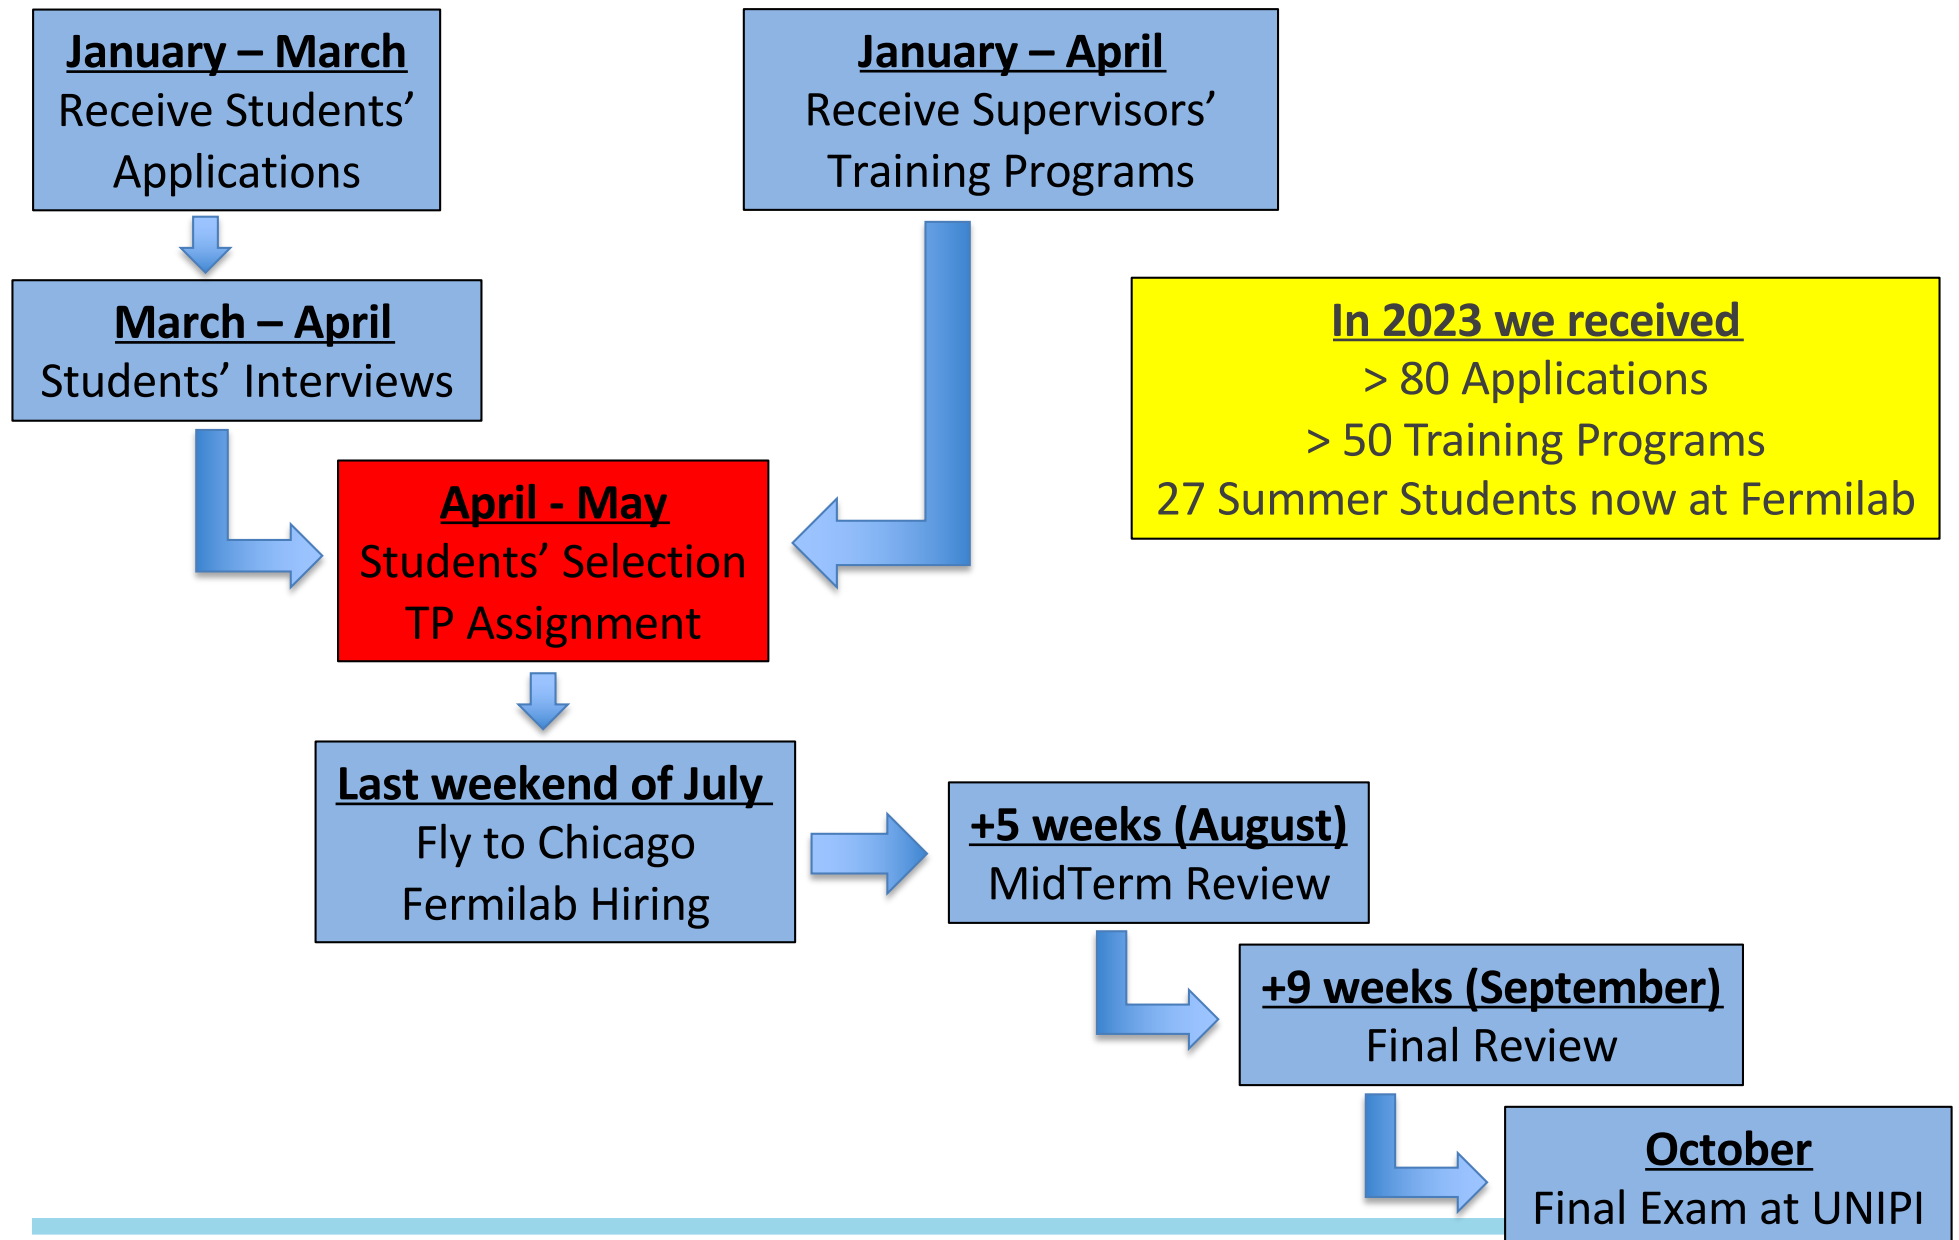 January – March
Receive Students’
Applications
January – April
Receive Supervisors’
Training Programs
March – April
Students’ Interviews
In 2023 we received
> 80 Applications
> 50 Training Programs
27 Summer Students now at Fermilab
April - May
Students’ Selection
TP Assignment
Last weekend of July
Fly to Chicago
Fermilab Hiring
+5 weeks (August)
MidTerm Review
+9 weeks (September)
Final Review
October
Final Exam at UNIPI